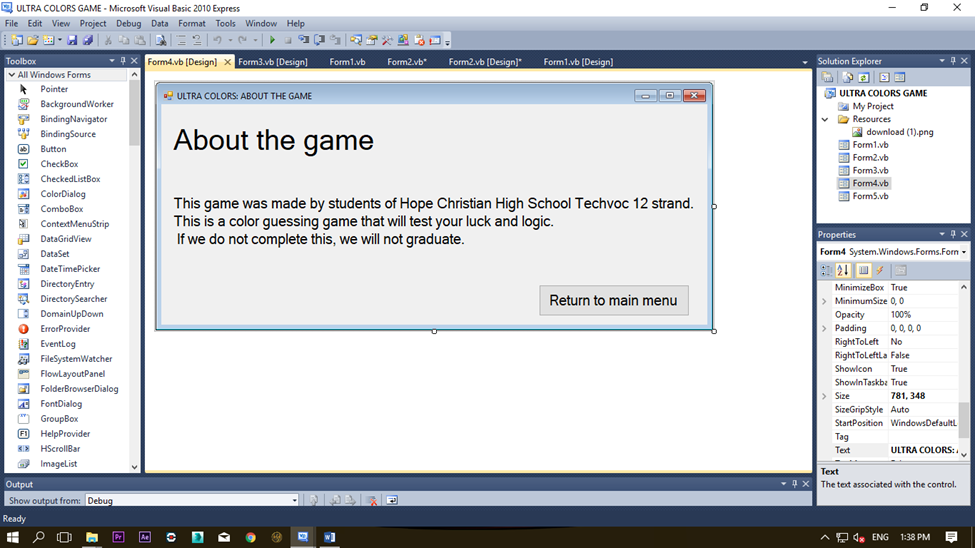 ULTRA COLORS GAME - Microsoft Visual Basic 2010 Express
File Edit View Project Debug Data Format Tools Window Help
Toolbox
All Windows Forms
Pointer
BackgroundWorker
BindingNavigator
BindingSource
Button
CheckBox
CheckedListBox
ColorDialog
ComboBox
ContextMenuStrip
DataGridView
DataSet
DateTimePicker
DirectoryEntry
DirectorySearcher
DomainUpDown
ErrorProvider
EventLog
FileSystemWatcher
FlowLayoutPanel
FolderBrowserDialog
FontDialog
GroupBox
HelpProvider
HScrollBar
ImageList
Form4.vb [Design] Form3.vb [Design] Form1.vb Form2.vb* Form2.vb [Design]* Form1.vb [Design]
ULTRA COLORS: ABOUT THE GAME
About the game
This game was made by students of Hope Christian High School Techvoc 12 strand.
This is a color guessing game that will test your luck and logic.
If we do not complete this, we will not graduate.
Return to main menu
Solution Explorer
ULTRA COLORS GAME
My Project
Resources
download (1).png
Form1.vb
Form2.vb
Form3.vb
Form4.vb
Form5.vb
Properties
Form4 System.Windows.Forms.Form
MinimizeBox True
MinimumSize 0, 0
Opacity 100%
Padding 0, 0, 0, 0
RightToLeft No
RightToLeftLa False
ShowIcon True
ShowInTaskba True
Size 781, 348
SizeGripStyle Auto
StartPosition WindowsDefaultL
Tag
Text ULTRA COLORS: A
Text
The text associated with the control.
Output
Show output from: Debug
Ready
ENG 1:38 PM